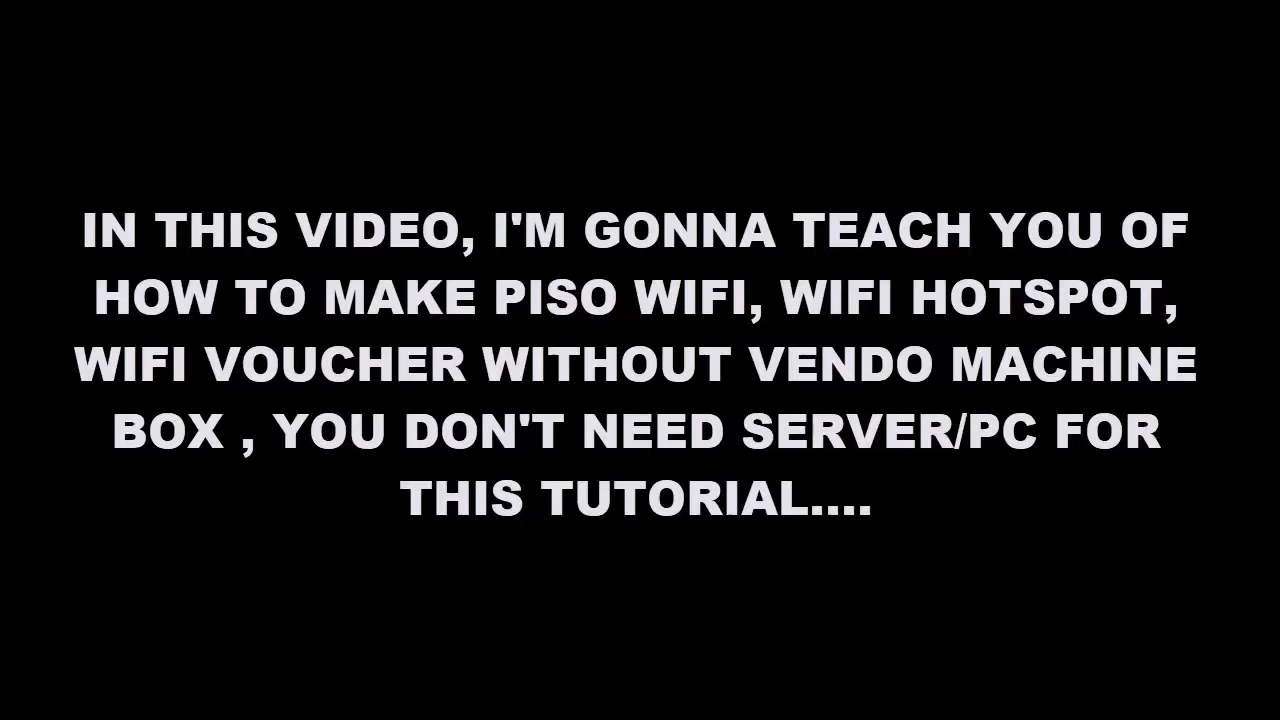 IN THIS VIDEO, I'M GONNA TEACH YOU OF
HOW TO MAKE PISO WIFI, WIFI HOTSPOT,
WIFI VOUCHER WITHOUT VENDO MACHINE
BOX , YOU DON'T NEED SERVER/PC FOR
THIS TUTORIAL....